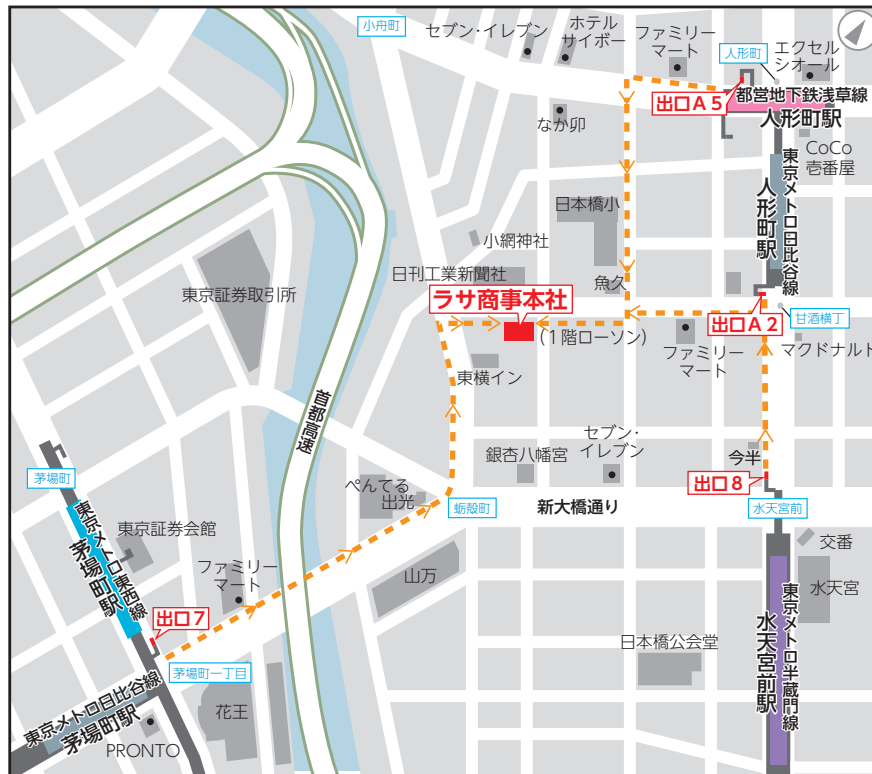 小舟町
セブン・イレブン
ホテル
サイボー
ファミリー
マート
人形町
エクセル
シオール
出口A5
都営地下鉄浅草線
人形町駅
なか卯
CoCo
壱番屋
東京メトロ日比谷線
人形町駅
日本橋小
小網神社
日刊工業新聞社
魚久
東京証券取引所
ラサ商事本社
(1階ローソン)
出口A2
甘酒横丁
ファミリー
マート
マクドナルド
東横イン
首都高速
銀杏八幡宮
セブン・
イレブン
今半
出口8
茅場町
ぺんてる
出光
蛎殻町
新大橋通り
水天宮前
東京メトロ東西線
茅場町駅
東京証券会館
ファミリー
マート
山万
交番
水天宮
出口7
東京メトロ半蔵門線
水天宮前駅
日本橋公会堂
茅場町一丁目
東京メトロ日比谷線
茅場町駅
花王
PRONTO